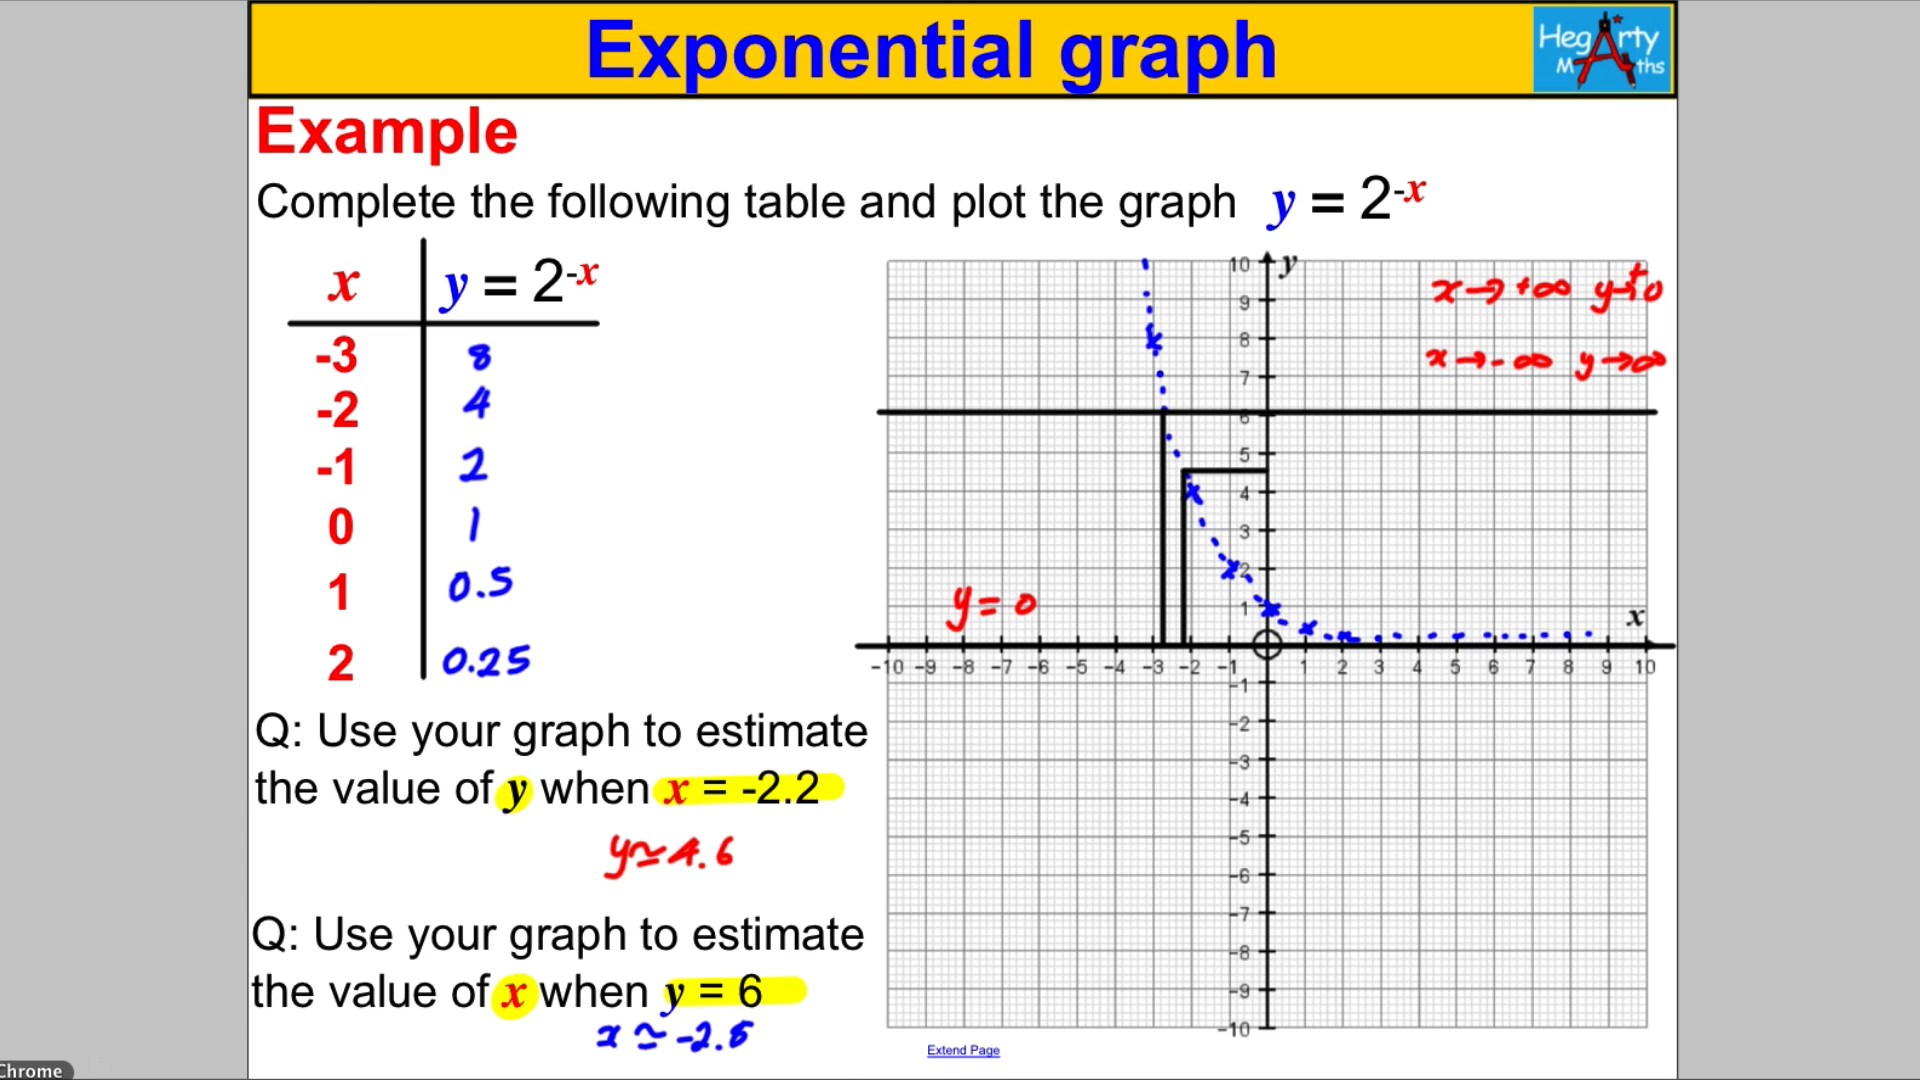 Exponential graph
Hegarty
Maths
Example
Complete the following table and plot the graph y = 2^-x
x y = 2^-x
-3 8
-2 4
-1 2
0 1
1 0.5
2 0.25
Q: Use your graph to estimate
the value of y when x = -2.2
y≃4.6
Q: Use your graph to estimate
the value of x when y = 6
x ≃ -2.8
y
x→+∞ y→0⁺
x→-∞ y→∞
10
9
8
7
6
5
4
3
2
1
y = 0
x
-10 -9 -8 -7 -6 -5 -4 -3 -2 -1 1 2 3 4 5 6 7 8 9 10
-1
-2
-3
-4
-5
-6
-7
-8
-9
-10
Extend Page
Chrome